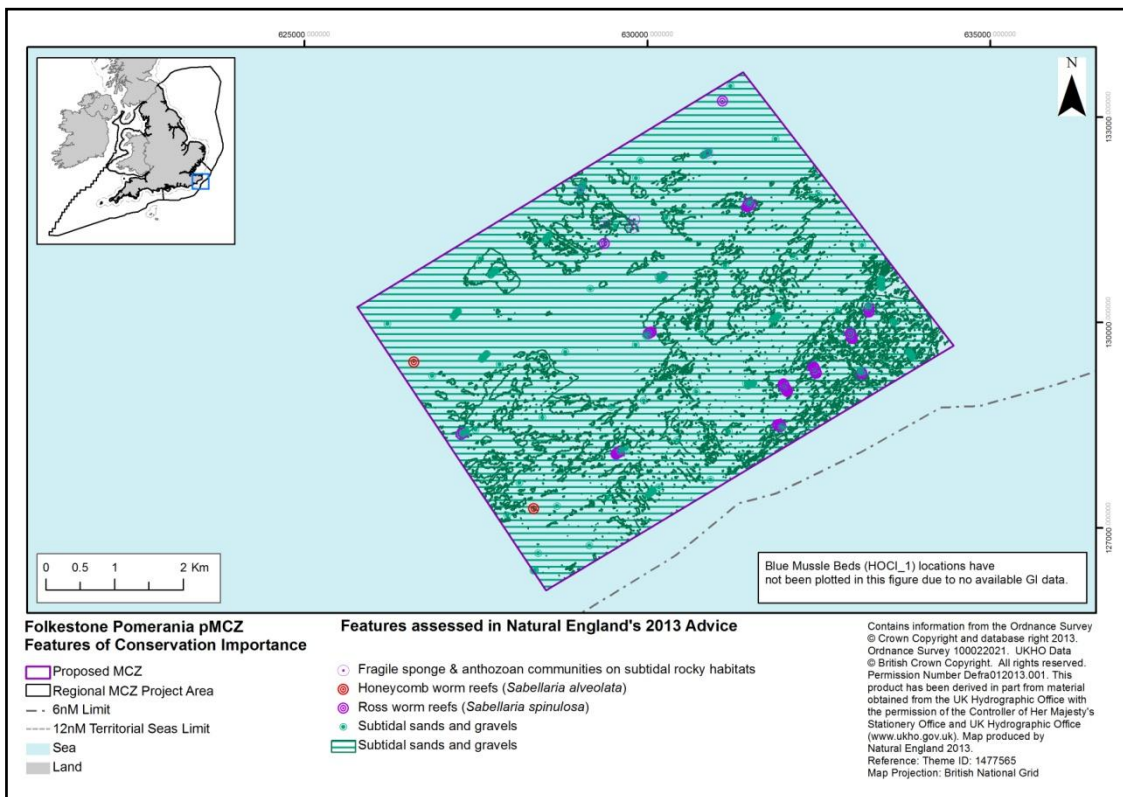 625000.000000
630000.000000
635000.000000
N
133000.000000
130000.000000
127000.000000
0 0.5 1 2 Km
Blue Mussle Beds (HOCI_1) locations have
not been plotted in this figure due to no available GI data.
Folkestone Pomerania pMCZ
Features of Conservation Importance
Proposed MCZ
Regional MCZ Project Area
6nM Limit
12nM Territorial Seas Limit
Sea
Land
Features assessed in Natural England's 2013 Advice
Fragile sponge & anthozoan communities on subtidal rocky habitats
Honeycomb worm reefs (Sabellaria alveolata)
Ross worm reefs (Sabellaria spinulosa)
Subtidal sands and gravels
Subtidal sands and gravels
Contains information from the Ordnance Survey
© Crown Copyright and database right 2013.
Ordnance Survey 100022021. UKHO Data
© British Crown Copyright. All rights reserved.
Permission Number Defra012013.001. This
product has been derived in part from material
obtained from the UK Hydrographic Office with
the permission of the Controller of Her Majesty's
Stationery Office and UK Hydrographic Office
(www.ukho.gov.uk). Map produced by
Natural England 2013.
Reference: Theme ID: 1477565
Map Projection: British National Grid